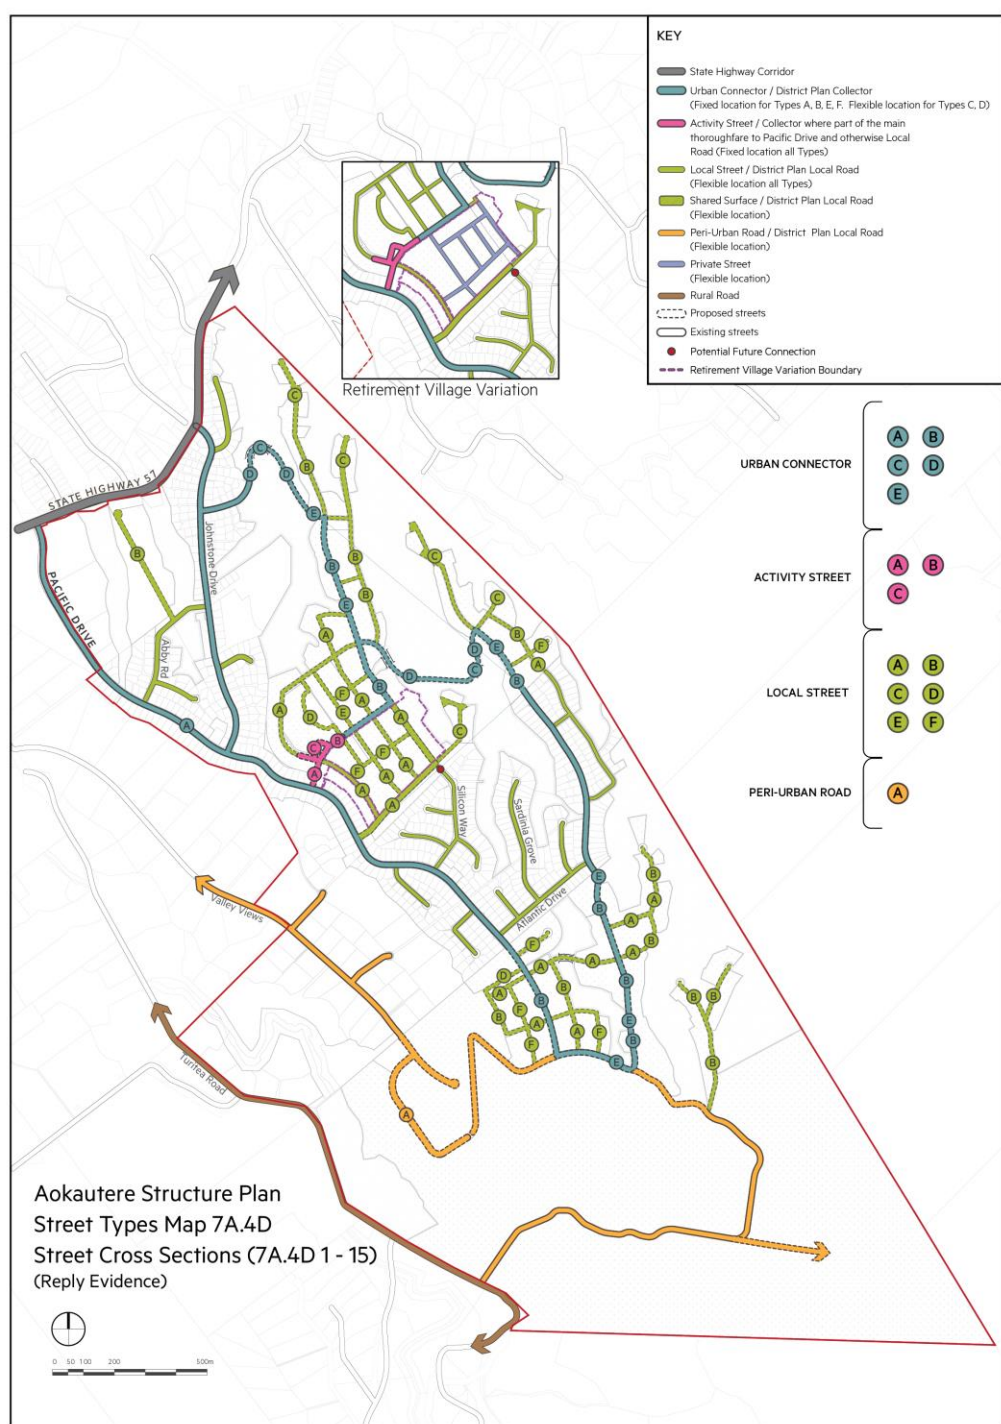 KEY
State Highway Corridor
Urban Connector / District Plan Collector
(Fixed location for Types A, B, E, F. Flexible location for Types C, D)
Activity Street / Collector where part of the main
thoroughfare to Pacific Drive and otherwise Local
Road (Fixed location all Types)
Local Street / District Plan Local Road
(Flexible location all Types)
Shared Surface / District Plan Local Road
(Flexible location)
Peri-Urban Road / District Plan Local Road
(Flexible location)
Private Street
(Flexible location)
Rural Road
Proposed streets
Existing streets
Potential Future Connection
Retirement Village Variation Boundary
Retirement Village Variation
URBAN CONNECTOR
A B
C D
E
ACTIVITY STREET
A B
C
LOCAL STREET
A B
C D
E F
PERI-URBAN ROAD
A
STATE HIGHWAY 57
PACIFIC DRIVE
Johnstone Drive
Abby Rd
Silicon Way
Sardinia Grove
Atlantic Drive
Valley Views
Turitea Road
C
C
B
C
D
D
E
B
B
B
E
B
C
C
B
F
A
D
E
C
B
D
B
A
A
D
F
E
A
A
C
B
C
A
F
F
A
A
A
A
A
E
B
B
A
A
B
A
F
A
A
D
A
B
F
B
B
A
A
F
F
B
E
B
E
B
B
B
A
Aokautere Structure Plan
Street Types Map 7A.4D
Street Cross Sections (7A.4D 1 - 15)
(Reply Evidence)
0 50 100 200 500m